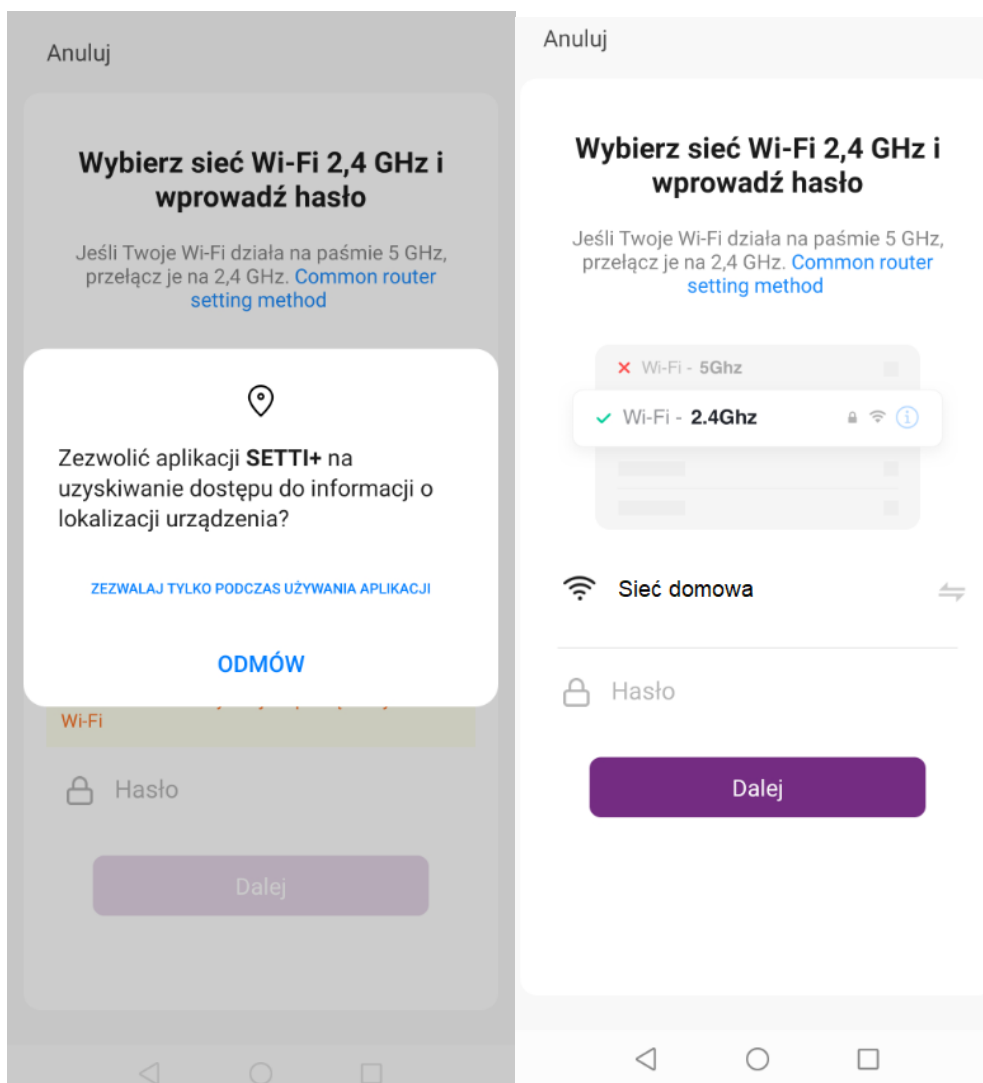 Anuluj
Wybierz sieć Wi-Fi 2,4 GHz i
wprowadź hasło
Jeśli Twoje Wi-Fi działa na paśmie 5 GHz,
przełącz je na 2,4 GHz. Common router
setting method
Zezwolić aplikacji SETTI+ na
uzyskiwanie dostępu do informacji o
lokalizacji urządzenia?
ZEZWALAJ TYLKO PODCZAS UŻYWANIA APLIKACJI
ODMÓW
Wi-Fi
Hasło
Dalej
Anuluj
Wybierz sieć Wi-Fi 2,4 GHz i
wprowadź hasło
Jeśli Twoje Wi-Fi działa na paśmie 5 GHz,
przełącz je na 2,4 GHz. Common router
setting method
Wi-Fi - 5Ghz
Wi-Fi - 2.4Ghz
Sieć domowa
Hasło
Dalej